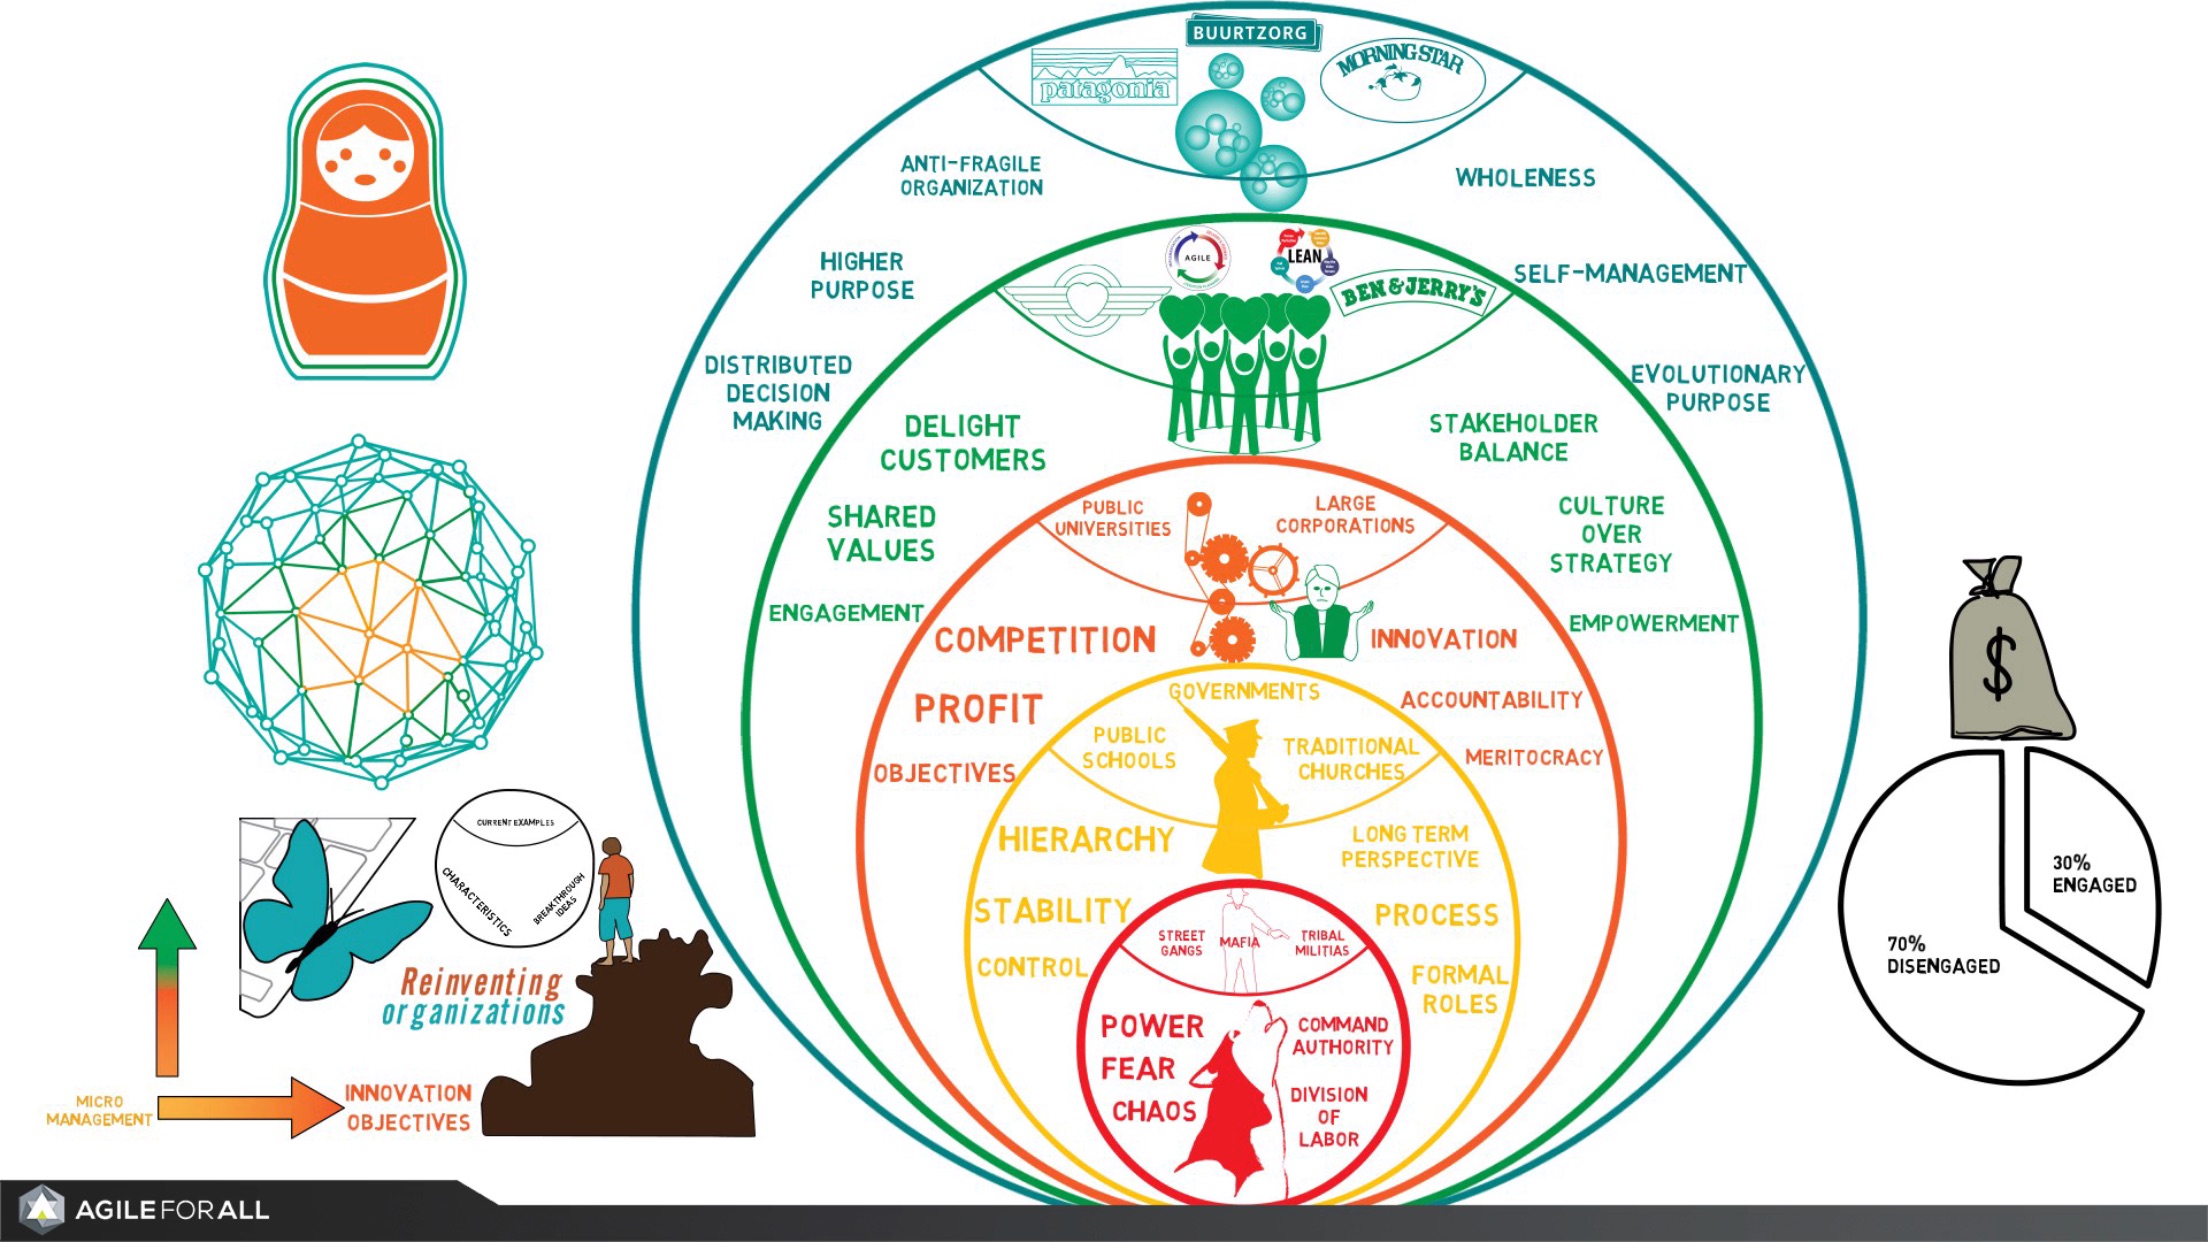 BUURTZORG
patagonia
MORNING STAR
ANTI-FRAGILE
ORGANIZATION
WHOLENESS
HIGHER
PURPOSE
SELF-MANAGEMENT
DISTRIBUTED
DECISION
MAKING
EVOLUTIONARY
PURPOSE
AGILE
LEAN
BEN & JERRY'S
DELIGHT
CUSTOMERS
STAKEHOLDER
BALANCE
SHARED
VALUES
CULTURE
OVER
STRATEGY
ENGAGEMENT
EMPOWERMENT
PUBLIC
UNIVERSITIES
LARGE
CORPORATIONS
COMPETITION
INNOVATION
PROFIT
ACCOUNTABILITY
OBJECTIVES
MERITOCRACY
GOVERNMENTS
PUBLIC
SCHOOLS
TRADITIONAL
CHURCHES
HIERARCHY
LONG TERM
PERSPECTIVE
STABILITY
PROCESS
CONTROL
FORMAL
ROLES
STREET
GANGS
MAFIA
TRIBAL
MILITIAS
POWER
FEAR
CHAOS
COMMAND
AUTHORITY
DIVISION
OF
LABOR
CURRENT EXAMPLES
CHARACTERISTICS
BREAKTHROUGH
IDEAS
Reinventing
organizations
MICRO
MANAGEMENT
INNOVATION
OBJECTIVES
$
30%
ENGAGED
70%
DISENGAGED
AGILE FOR ALL